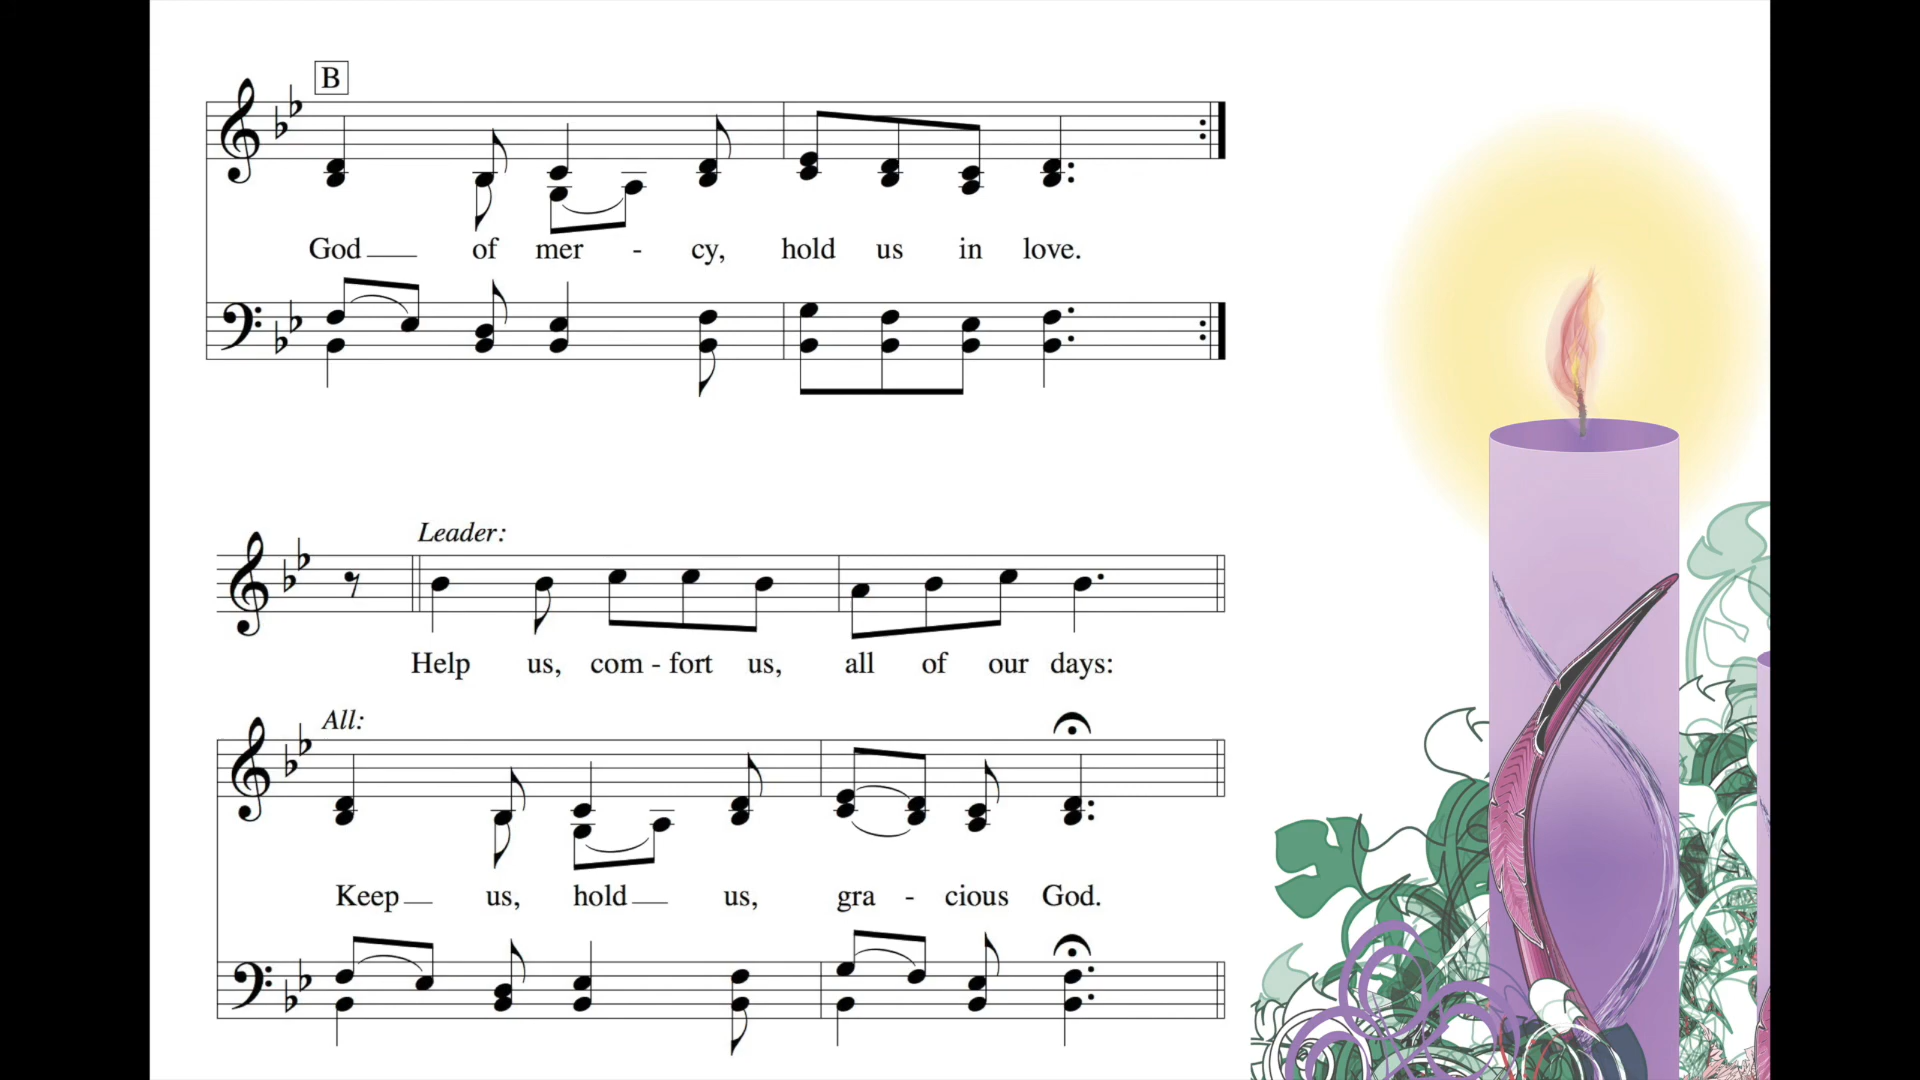 B
God of mer - cy, hold us in love.
Leader:
Help us, com - fort us, all of our days:
All:
Keep us, hold us, gra - cious God.